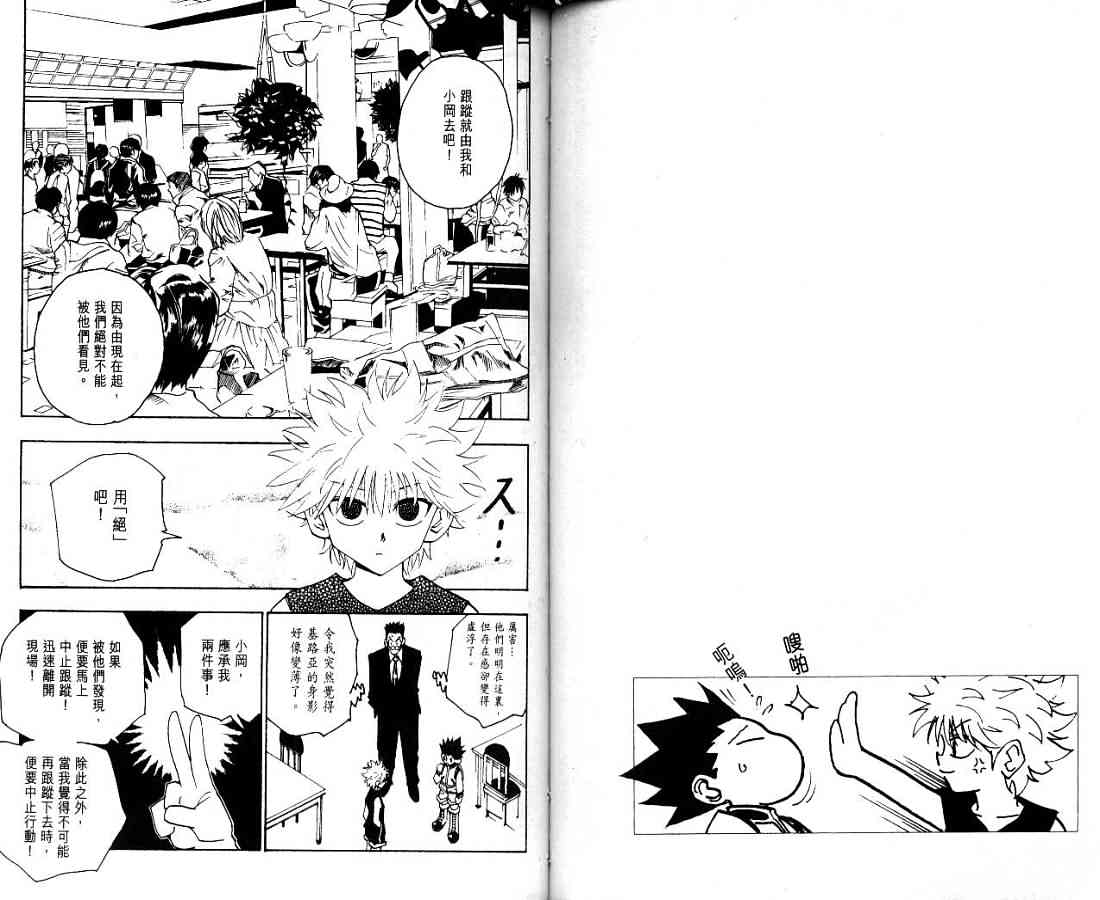 嗖啪
呃嗚！
跟蹤就由我和
小岡去吧！
因為由現在起，
我們絕對不能
被他們看見。
ス…
用「絕」
吧！
厲害…
他們明明在這裏，
但存在感卻變得
虛浮了。
令我突然覺得
基路亞的身影
好像變薄了。
小岡，
應承我
兩件事！
如果
被他們發現，
便要馬上
中止跟蹤！
迅速離開
現場！
除此之外，
當我覺得不可能
再跟蹤下去時，
便要中止行動！